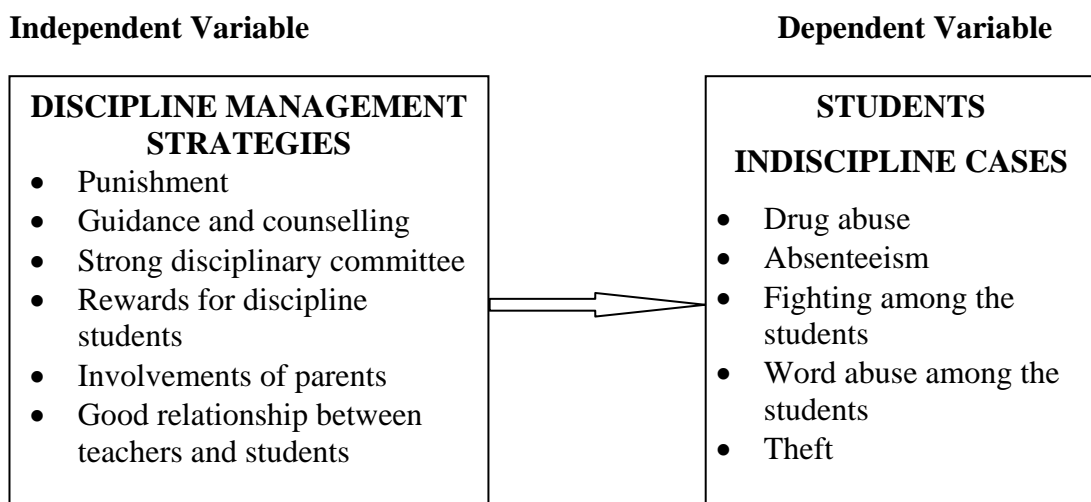 Independent Variable
Dependent Variable
DISCIPLINE MANAGEMENT
STRATEGIES
• Punishment
• Guidance and counselling
• Strong disciplinary committee
• Rewards for discipline
students
• Involvements of parents
• Good relationship between
teachers and students
STUDENTS
INDISCIPLINE CASES
• Drug abuse
• Absenteeism
• Fighting among the
students
• Word abuse among the
students
• Theft